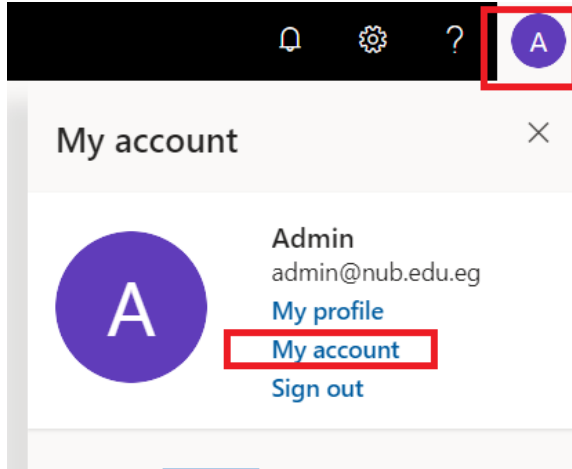 ?
A
My account
A
Admin
admin@nub.edu.eg
My profile
My account
Sign out